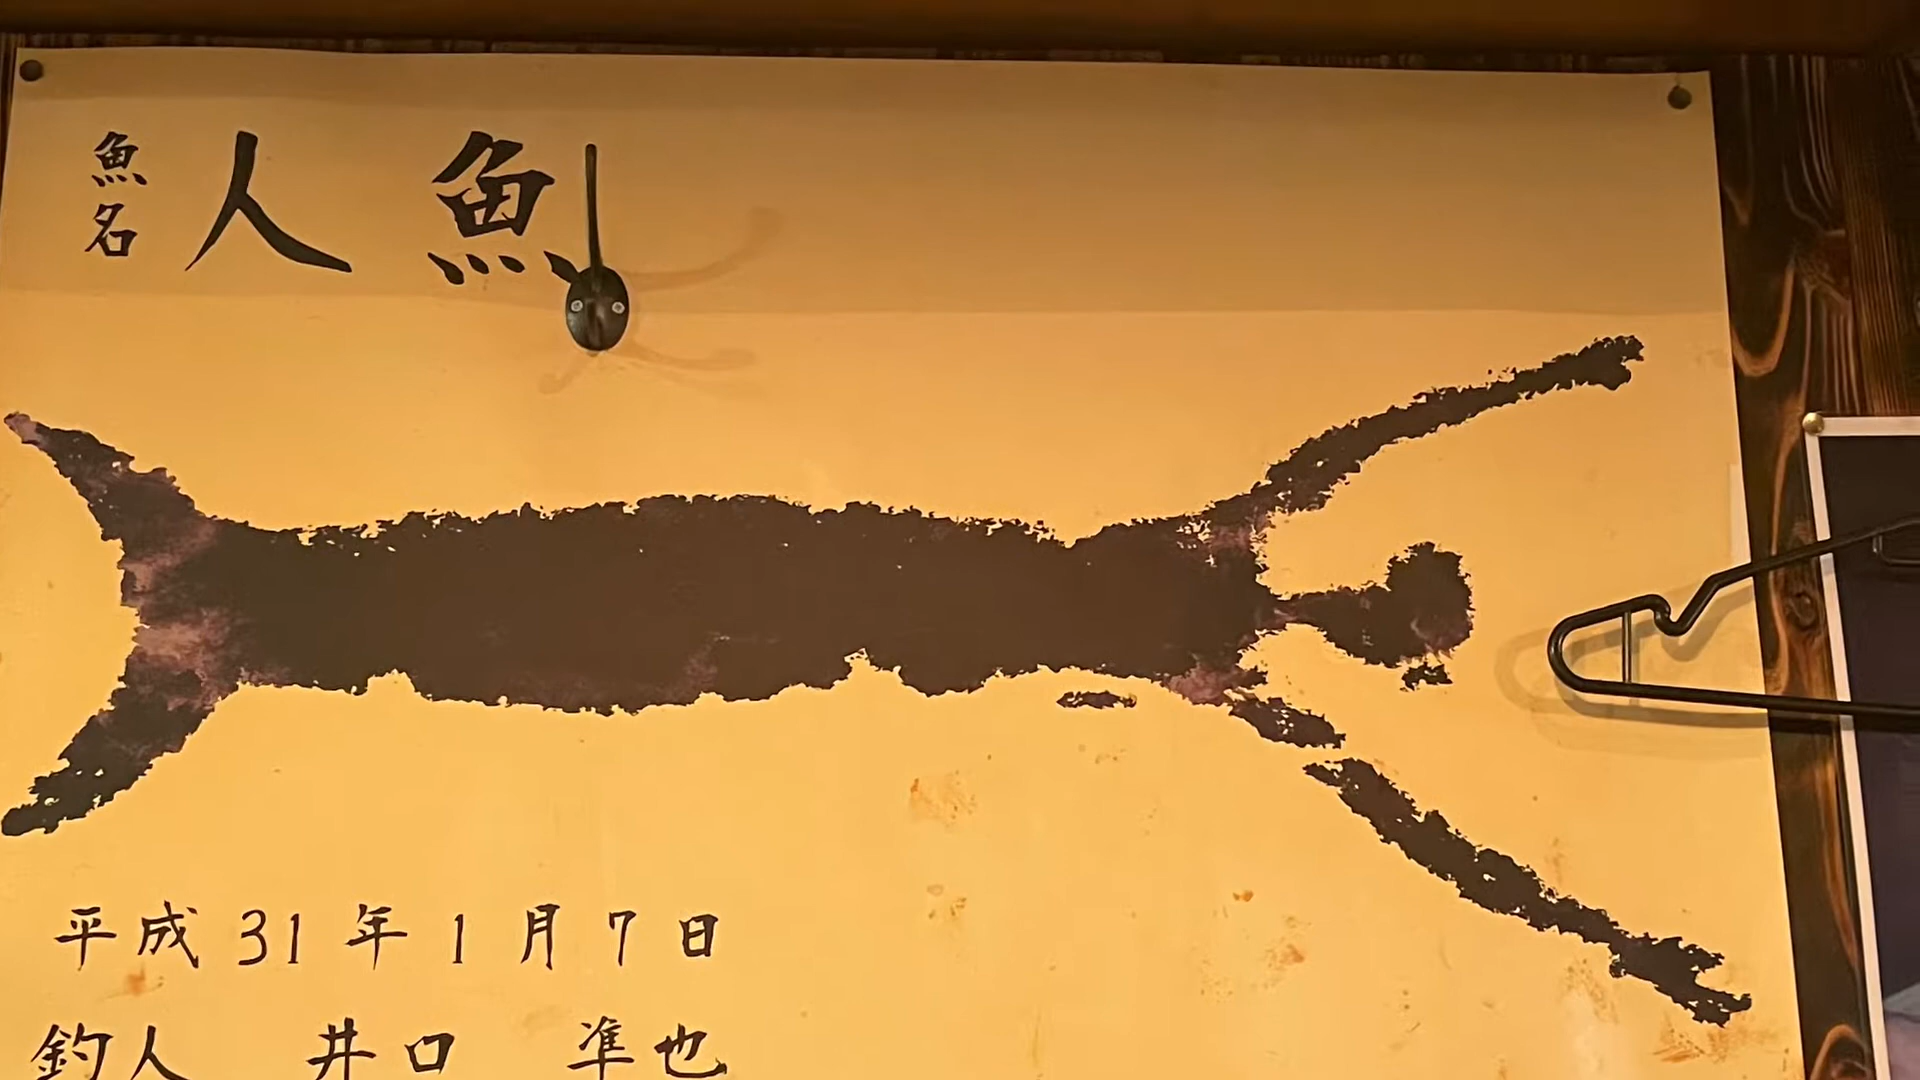 魚名
人魚
平成31年1月7日
釣人 井口 準也